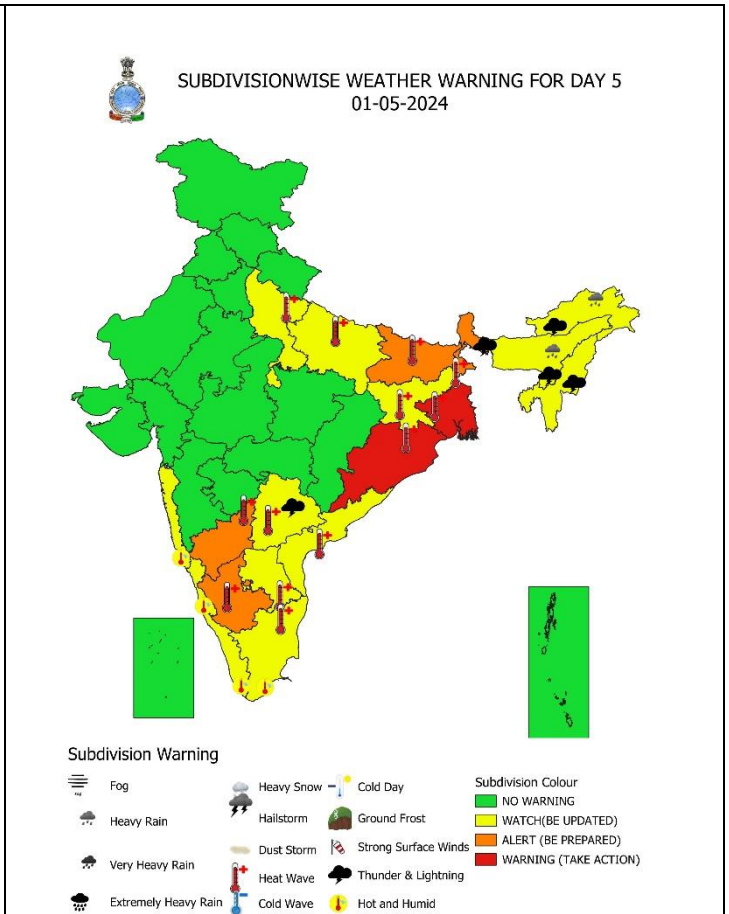 SUBDIVISIONWISE WEATHER WARNING FOR DAY 5
01-05-2024
Subdivision Warning
Fog
Heavy Rain
Very Heavy Rain
Extremely Heavy Rain
Heavy Snow
Hailstorm
Dust Storm
Heat Wave
Cold Wave
Cold Day
Ground Frost
Strong Surface Winds
Thunder & Lightning
Hot and Humid
Subdivision Colour
NO WARNING
WATCH(BE UPDATED)
ALERT (BE PREPARED)
WARNING (TAKE ACTION)